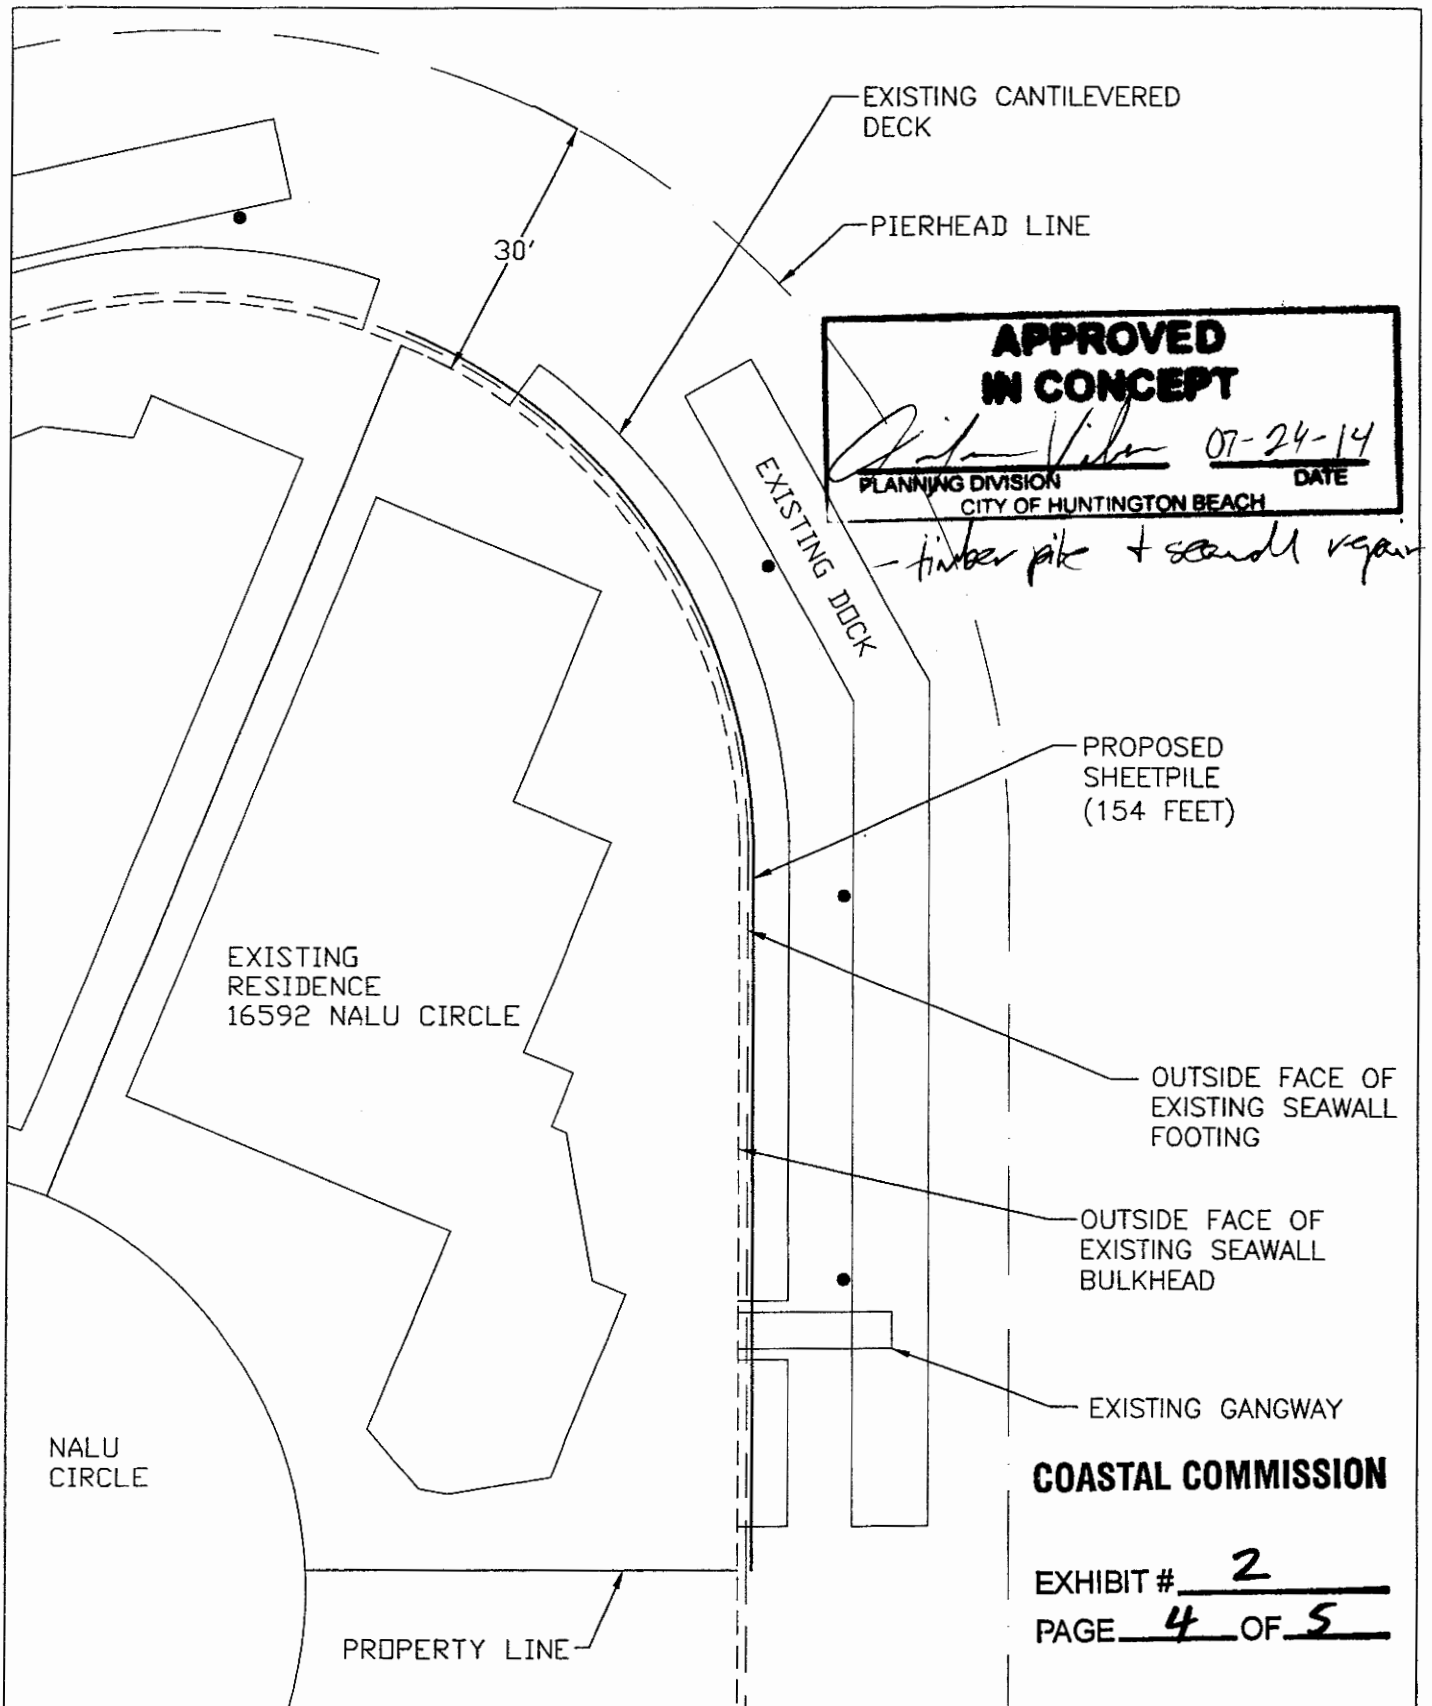 EXISTING CANTILEVERED
DECK
PIERHEAD LINE
30'
APPROVED
IN CONCEPT
07-24-14
PLANNING DIVISION
DATE
CITY OF HUNTINGTON BEACH
- timber pile + seawall repair
EXISTING DOCK
PROPOSED
SHEETPILE
(154 FEET)
EXISTING
RESIDENCE
16592 NALU CIRCLE
OUTSIDE FACE OF
EXISTING SEAWALL
FOOTING
OUTSIDE FACE OF
EXISTING SEAWALL
BULKHEAD
EXISTING GANGWAY
NALU
CIRCLE
COASTAL COMMISSION
EXHIBIT # 2
PAGE 4 OF 5
PROPERTY LINE